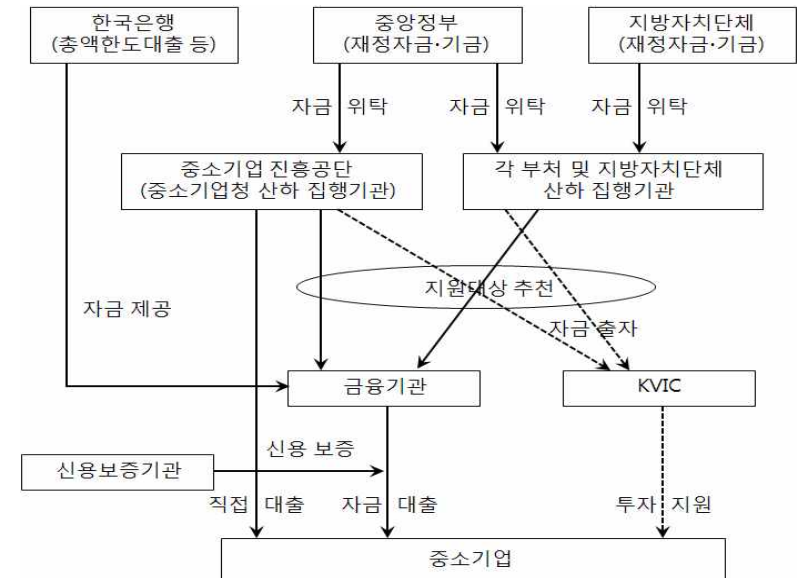 한국은행
(총액한도대출 등)
중앙정부
(재정자금·기금)
지방자치단체
(재정자금·기금)
자금 위탁
자금 위탁
자금 위탁
중소기업 진흥공단
(중소기업청 산하 집행기관)
각 부처 및 지방자치단체
산하 집행기관
지원대상 추천
자금 제공
자금 출자
금융기관
KVIC
신용 보증
신용보증기관
직접 대출
자금 대출
투자 지원
중소기업